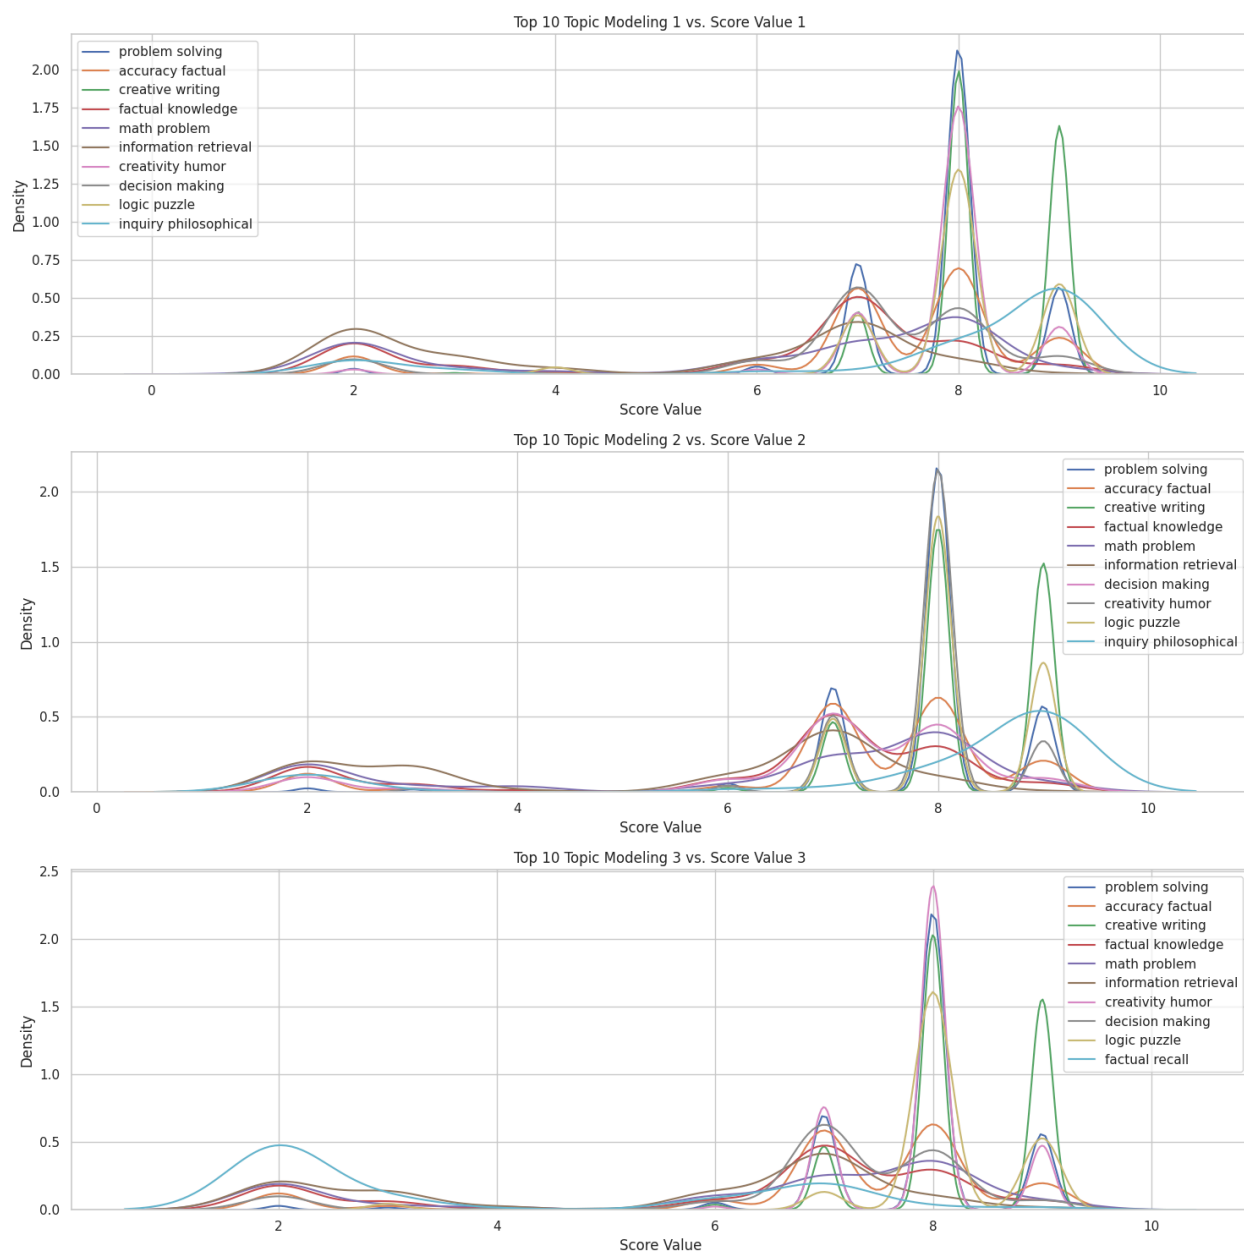 Top 10 Topic Modeling 1 vs. Score Value 1
problem solving
accuracy factual
creative writing
factual knowledge
math problem
information retrieval
creativity humor
decision making
logic puzzle
inquiry philosophical
Density
2.00
1.75
1.50
1.25
1.00
0.75
0.50
0.25
0.00
0 2 4 6 8 10
Score Value
Top 10 Topic Modeling 2 vs. Score Value 2
problem solving
accuracy factual
creative writing
factual knowledge
math problem
information retrieval
decision making
creativity humor
logic puzzle
inquiry philosophical
Density
2.0
1.5
1.0
0.5
0.0
0 2 4 6 8 10
Score Value
Top 10 Topic Modeling 3 vs. Score Value 3
problem solving
accuracy factual
creative writing
factual knowledge
math problem
information retrieval
creativity humor
decision making
logic puzzle
factual recall
Density
2.5
2.0
1.5
1.0
0.5
0.0
2 4 6 8 10
Score Value